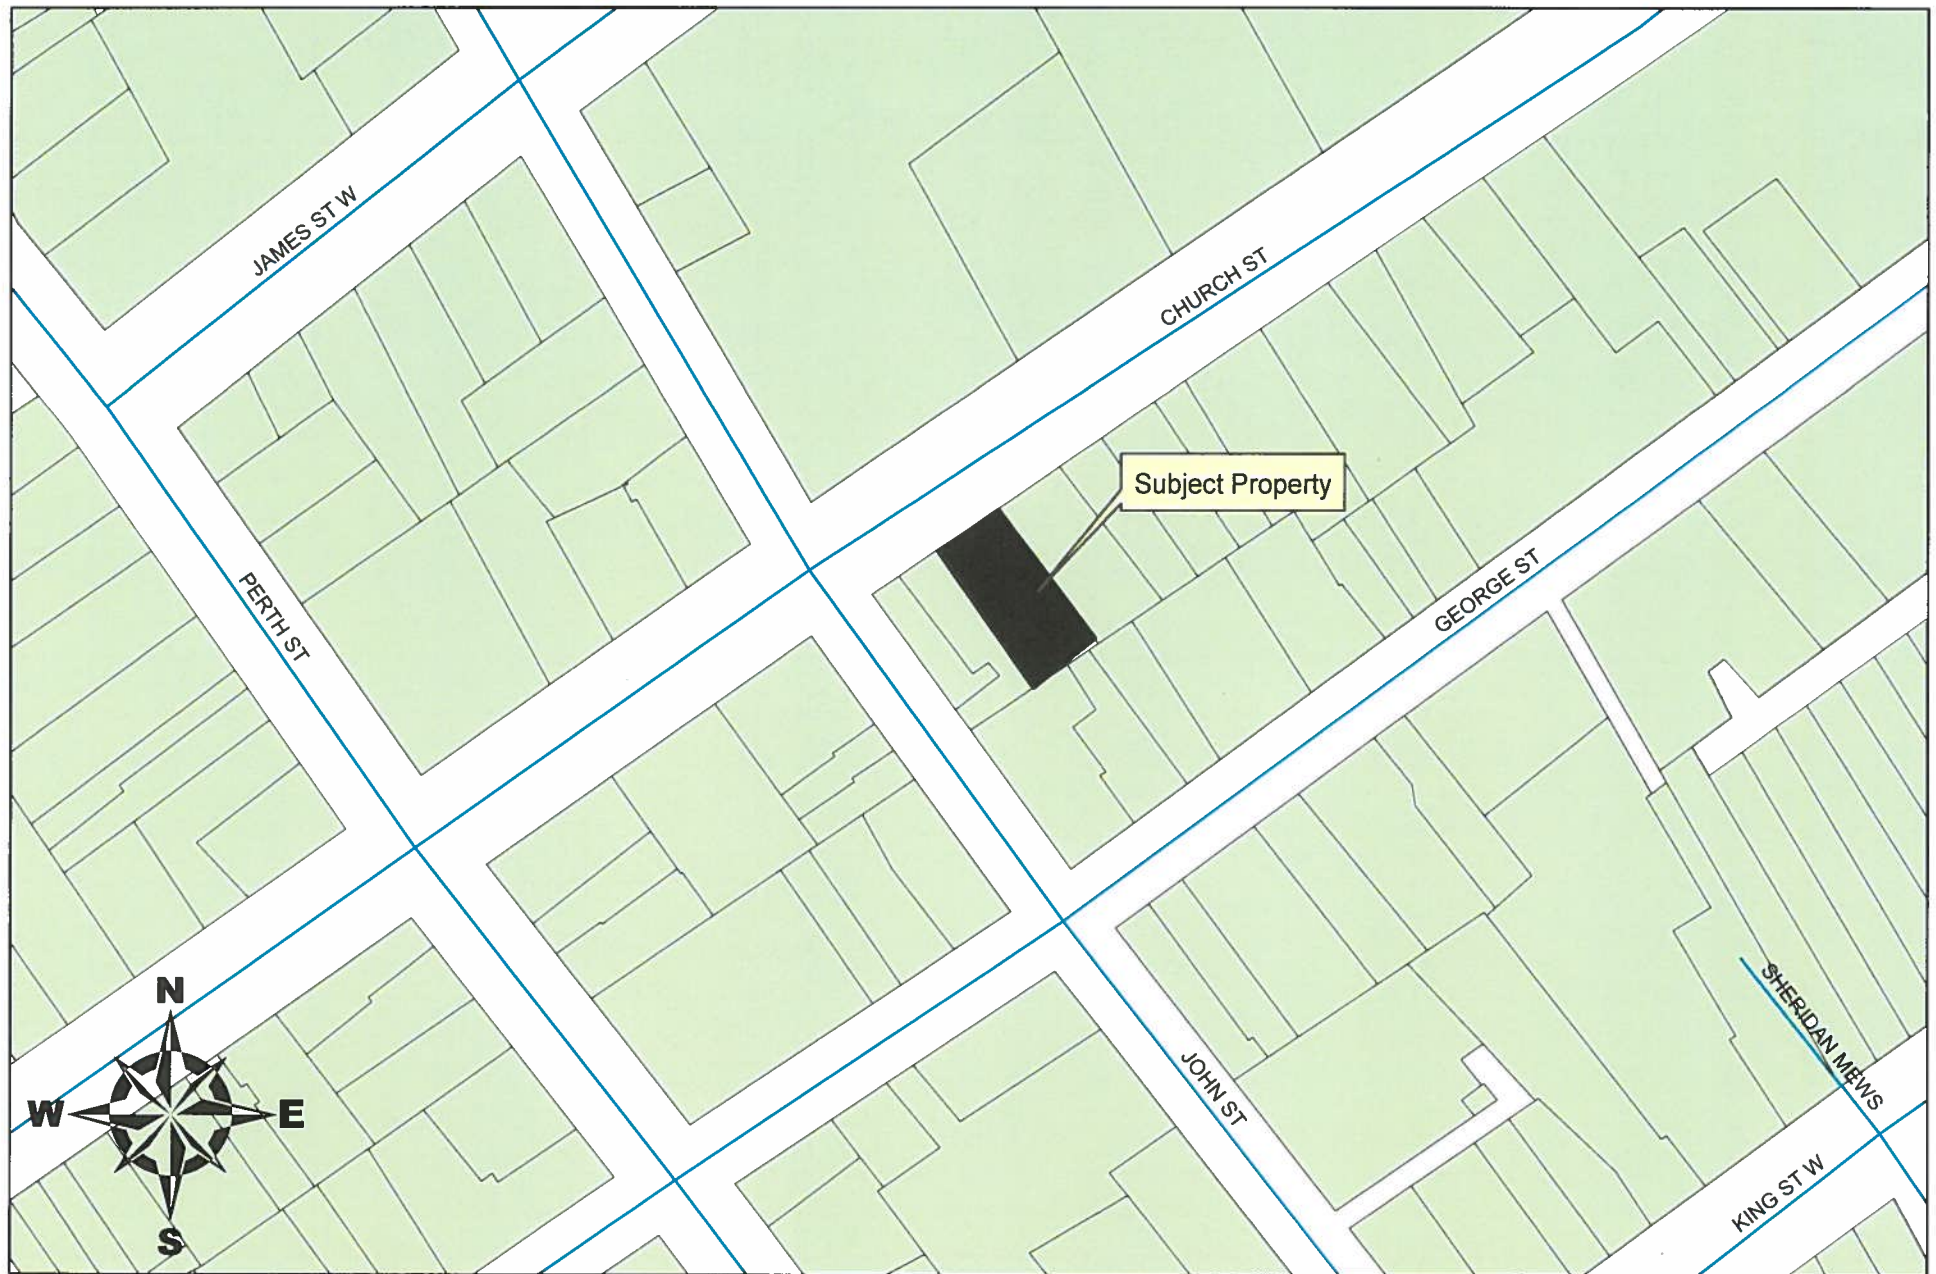 JAMES ST W
CHURCH ST
Subject Property
GEORGE ST
PERTH ST
SHERIDAN MEWS
N
W
E
S
JOHN ST
KING ST W